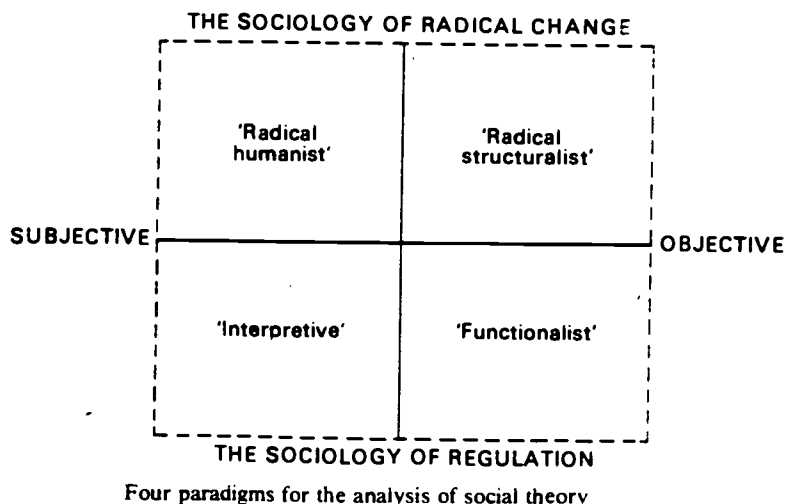 THE SOCIOLOGY OF RADICAL CHANGE
'Radical
humanist'
'Radical
structuralist'
SUBJECTIVE
OBJECTIVE
'Interpretive'
'Functionalist'
THE SOCIOLOGY OF REGULATION
Four paradigms for the analysis of social theory